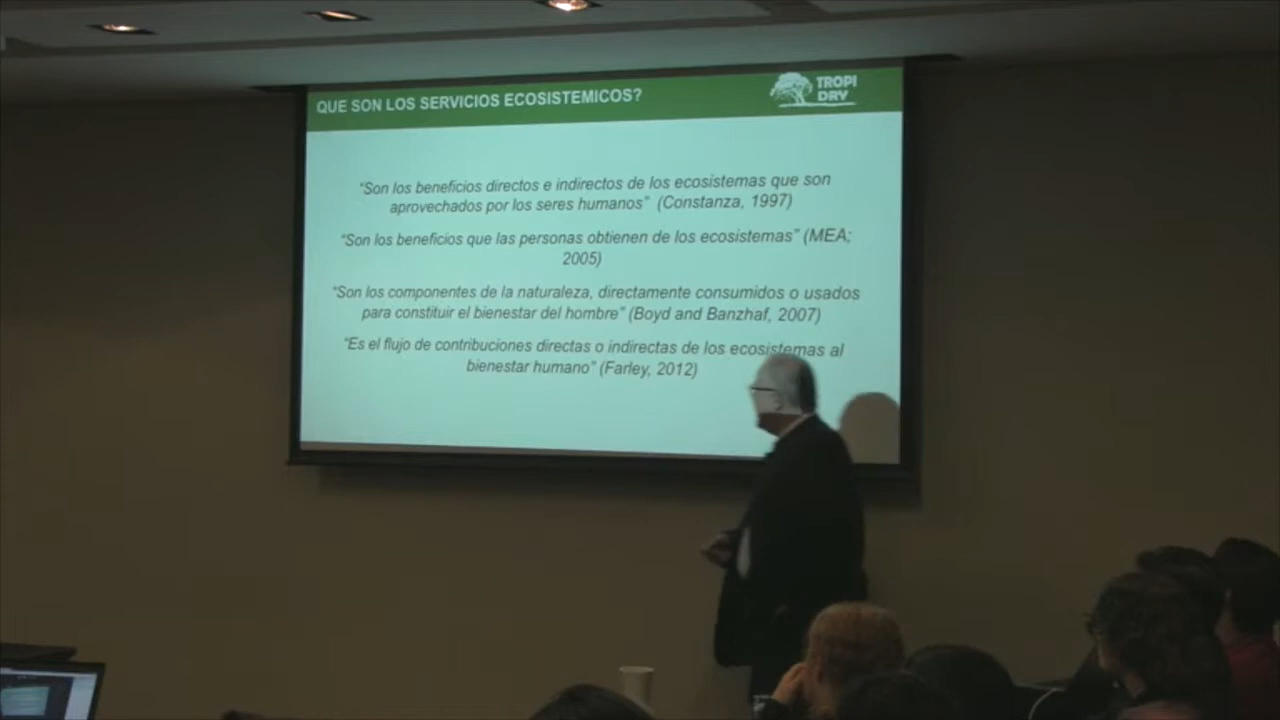 QUE SON LOS SERVICIOS ECOSISTEMICOS?
TROPI
DRY
"Son los beneficios directos e indirectos de los ecosistemas que son
aprovechados por los seres humanos" (Constanza, 1997)
"Son los beneficios que las personas obtienen de los ecosistemas" (MEA;
2005)
"Son los componentes de la naturaleza, directamente consumidos o usados
para constituir el bienestar del hombre" (Boyd and Banzhaf, 2007)
"Es el flujo de contribuciones directas o indirectas de los ecosistemas al
bienestar humano" (Farley, 2012)